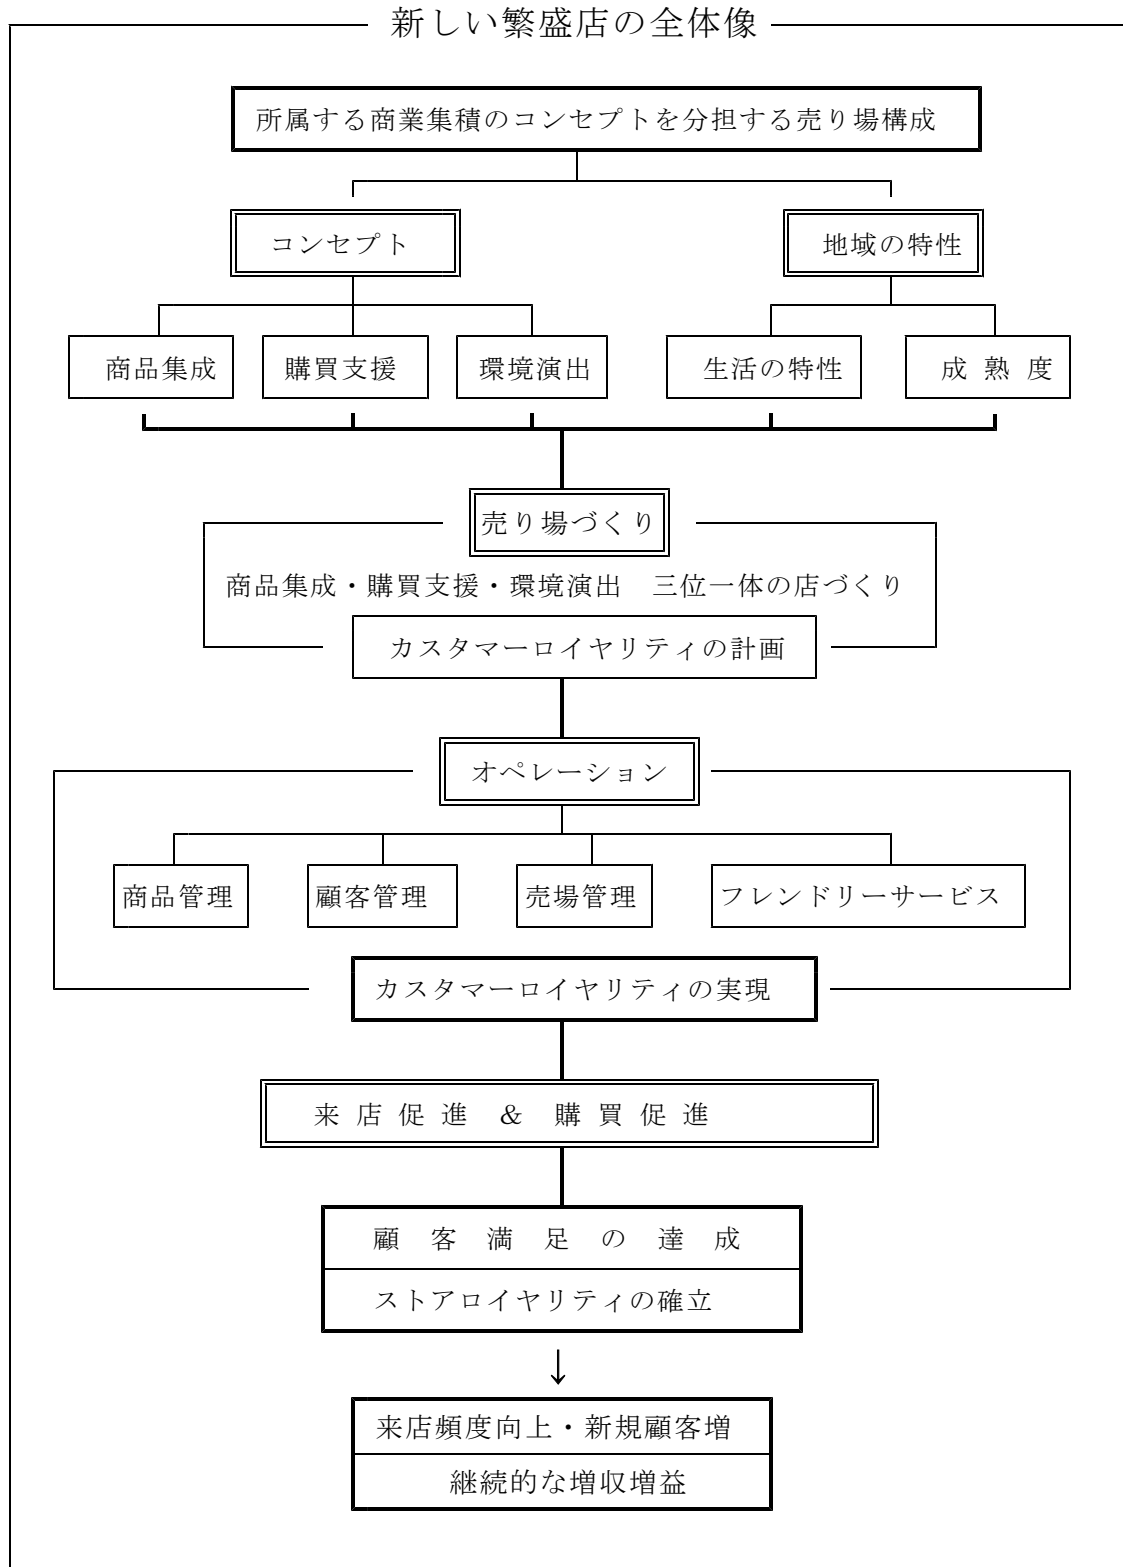 新しい繁盛店の全体像
所属する商業集積のコンセプトを分担する売り場構成
コンセプト
地域の特性
商品集成
購買支援
環境演出
生活の特性
成 熟 度
売り場づくり
商品集成・購買支援・環境演出　三位一体の店づくり
カスタマーロイヤリティの計画
オペレーション
商品管理
顧客管理
売場管理
フレンドリーサービス
カスタマーロイヤリティの実現
来 店 促 進　&　購 買 促 進
顧　客　満　足　の　達　成
ストアロイヤリティの確立
↓
来店頻度向上・新規顧客増
継続的な増収増益